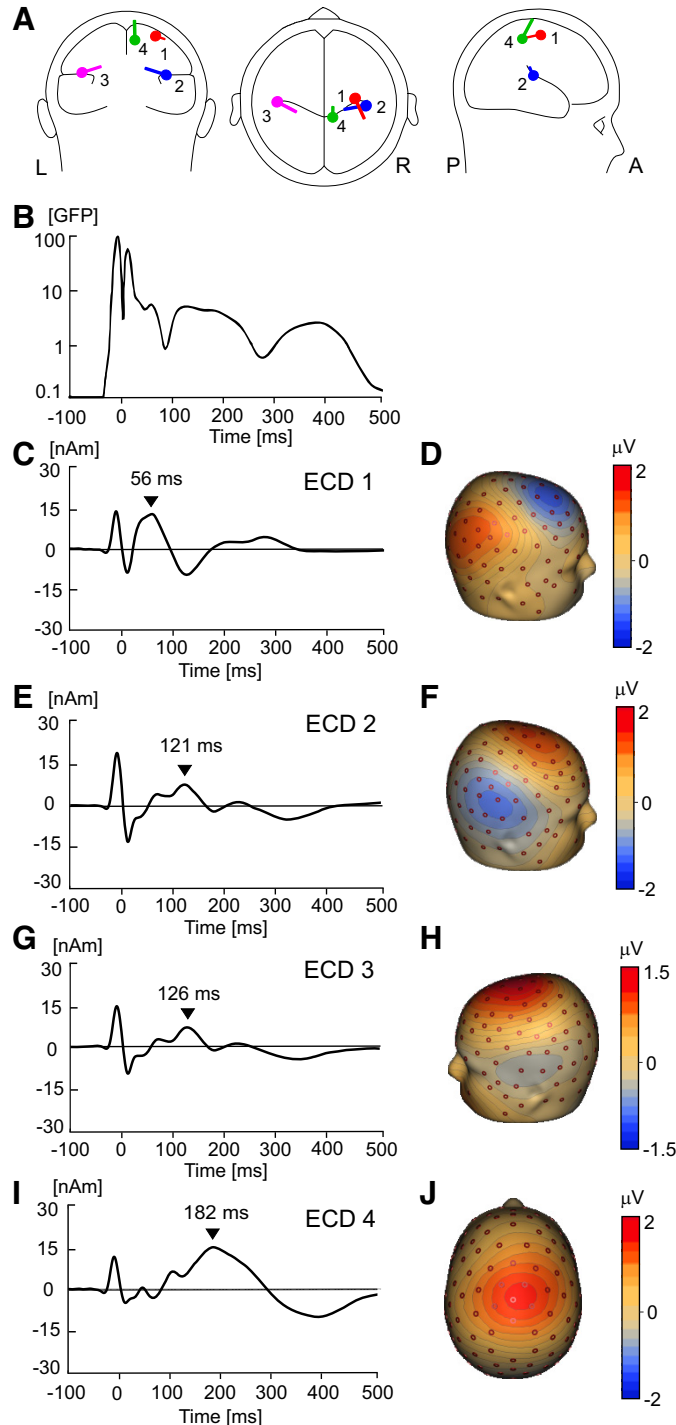 A
4
1
3
2
L
1
3
2
4
R
4
1
2
P
A
B
[GFP]
100
10
1
0.1
-100 0 100 200 300 400 500
Time [ms]
C
[nAm]
30
15
0
-15
-30
56 ms
ECD 1
-100 0 100 200 300 400 500
Time [ms]
D
µV
2
0
-2
E
[nAm]
30
15
0
-15
-30
121 ms
ECD 2
-100 0 100 200 300 400 500
Time [ms]
F
µV
2
0
-2
G
[nAm]
30
15
0
-15
-30
126 ms
ECD 3
-100 0 100 200 300 400 500
Time [ms]
H
µV
1.5
0
-1.5
I
[nAm]
30
15
0
-15
-30
182 ms
ECD 4
-100 0 100 200 300 400 500
Time [ms]
J
µV
2
0
-2